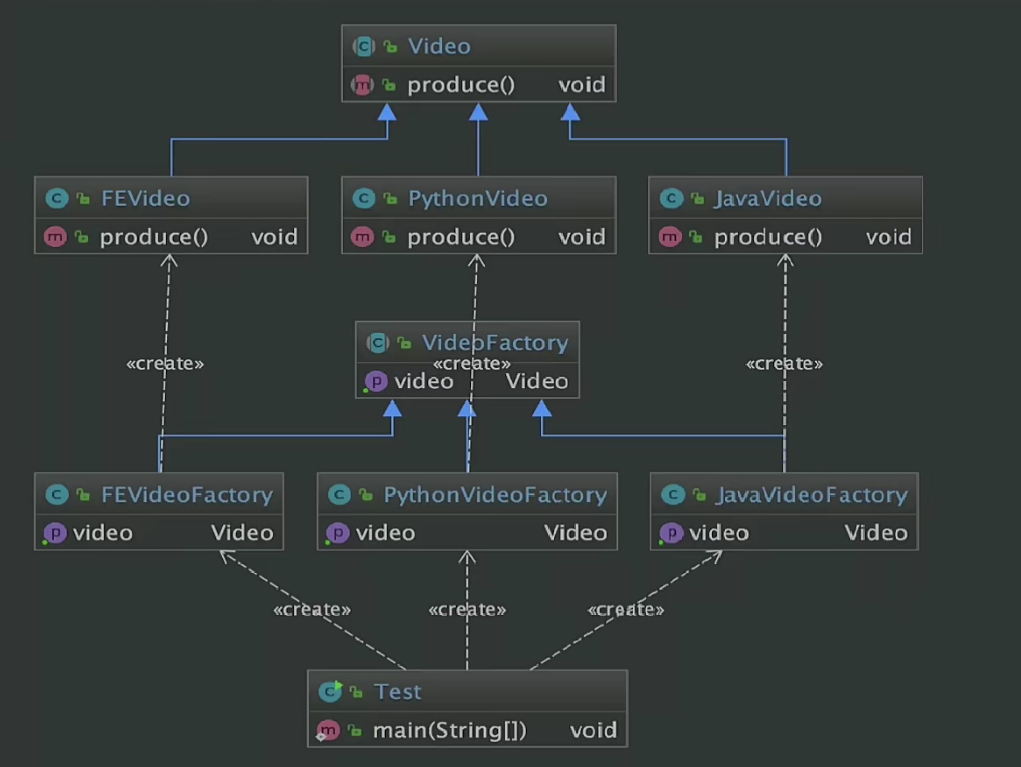 Video
produce() void
FEVideo
produce() void
PythonVideo
produce() void
JavaVideo
produce() void
VideoFactory
video Video
«create»
«create»
«create»
FEVideoFactory
video Video
PythonVideoFactory
video Video
JavaVideoFactory
video Video
«create»
«create»
«create»
Test
main(String[]) void